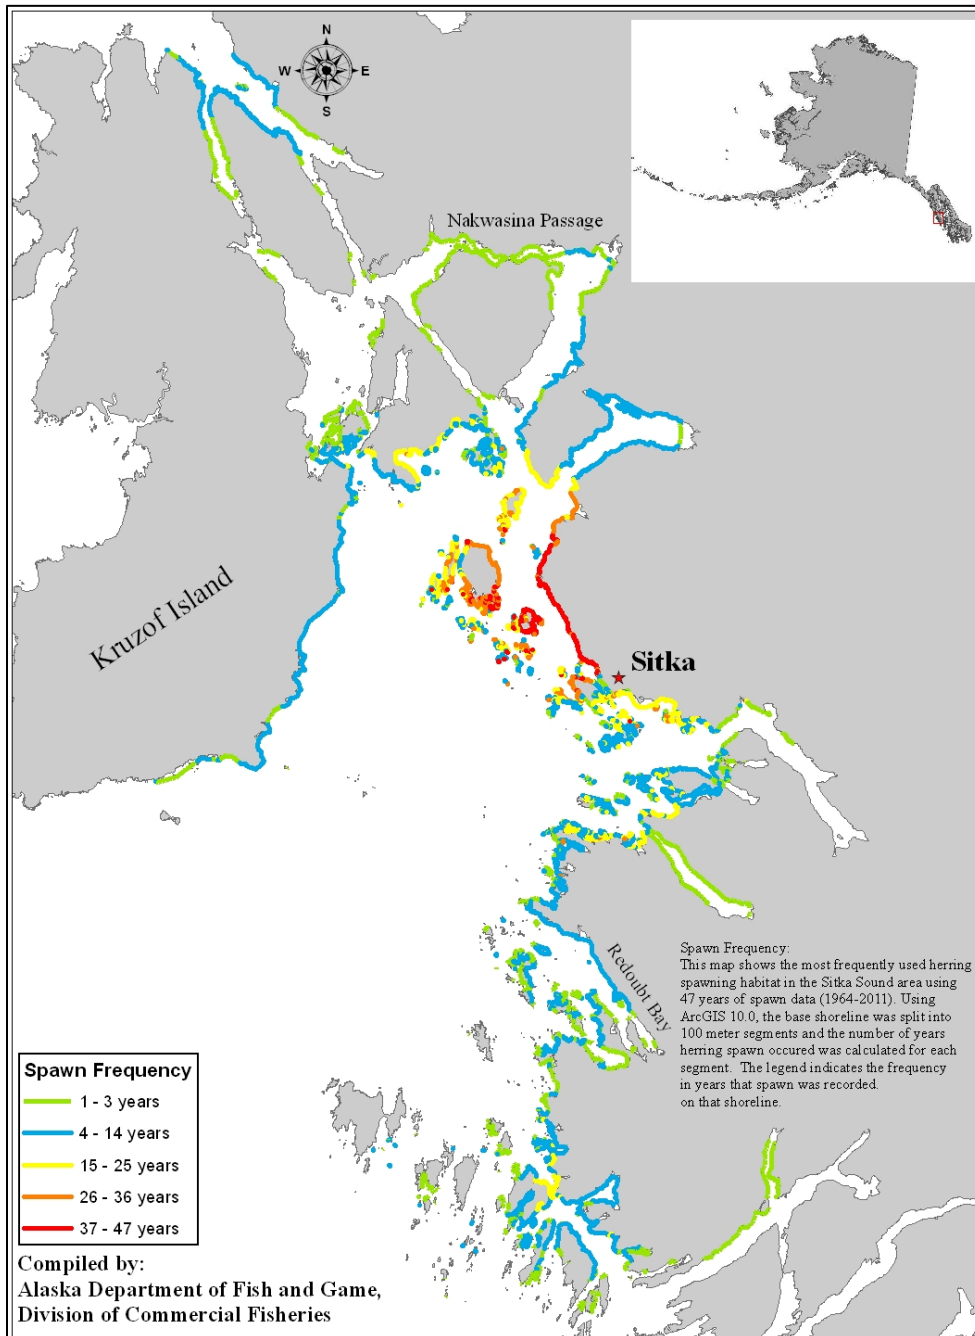 N
W E
S
Nakwasina Passage
Kruzof Island
Sitka
Redoubt Bay
Spawn Frequency:
This map shows the most frequently used herring
spawning habitat in the Sitka Sound area using
47 years of spawn data (1964-2011). Using
ArcGIS 10.0, the base shoreline was split into
100 meter segments and the number of years
herring spawn occured was calculated for each
segment.  The legend indicates the frequency
in years that spawn was recorded.
on that shoreline.
Spawn Frequency
1 - 3 years
4 - 14 years
15 - 25 years
26 - 36 years
37 - 47 years
Compiled by:
Alaska Department of Fish and Game,
Division of Commercial Fisheries